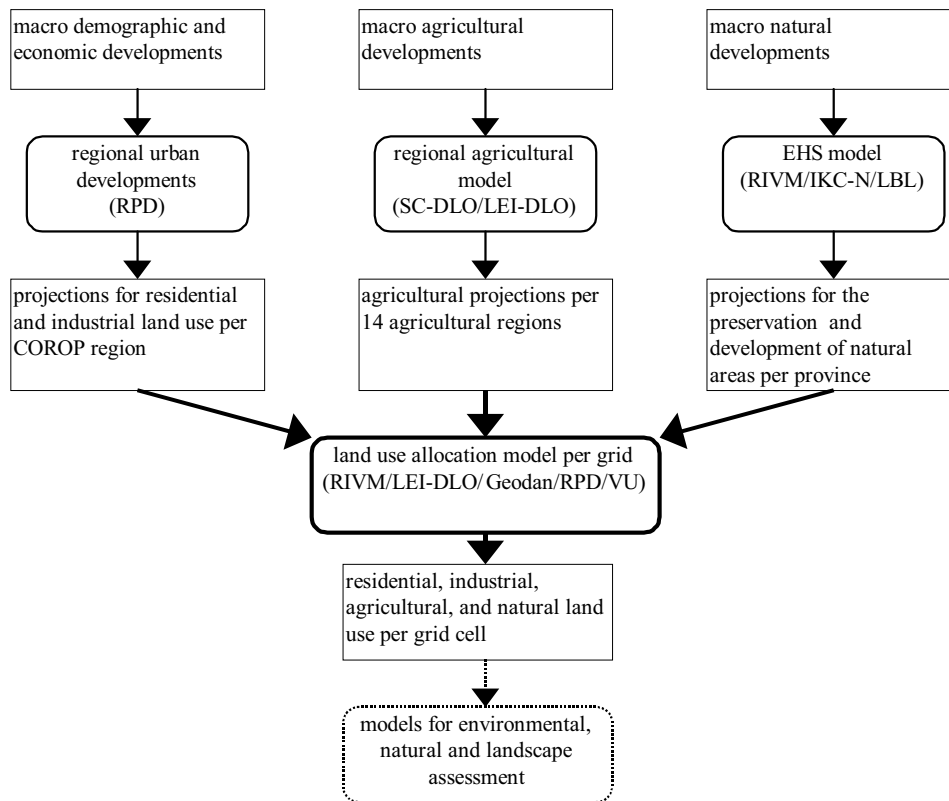 macro demographic and
economic developments
macro agricultural
developments
macro natural
developments
regional urban
developments
(RPD)
regional agricultural
model
(SC-DLO/LEI-DLO)
EHS model
(RIVM/IKC-N/LBL)
projections for residential
and industrial land use per
COROP region
agricultural projections per
14 agricultural regions
projections for the
preservation and
development of natural
areas per province
land use allocation model per grid
(RIVM/LEI-DLO/Geodan/RPD/VU)
residential, industrial,
agricultural, and natural land
use per grid cell
models for environmental,
natural and landscape
assessment